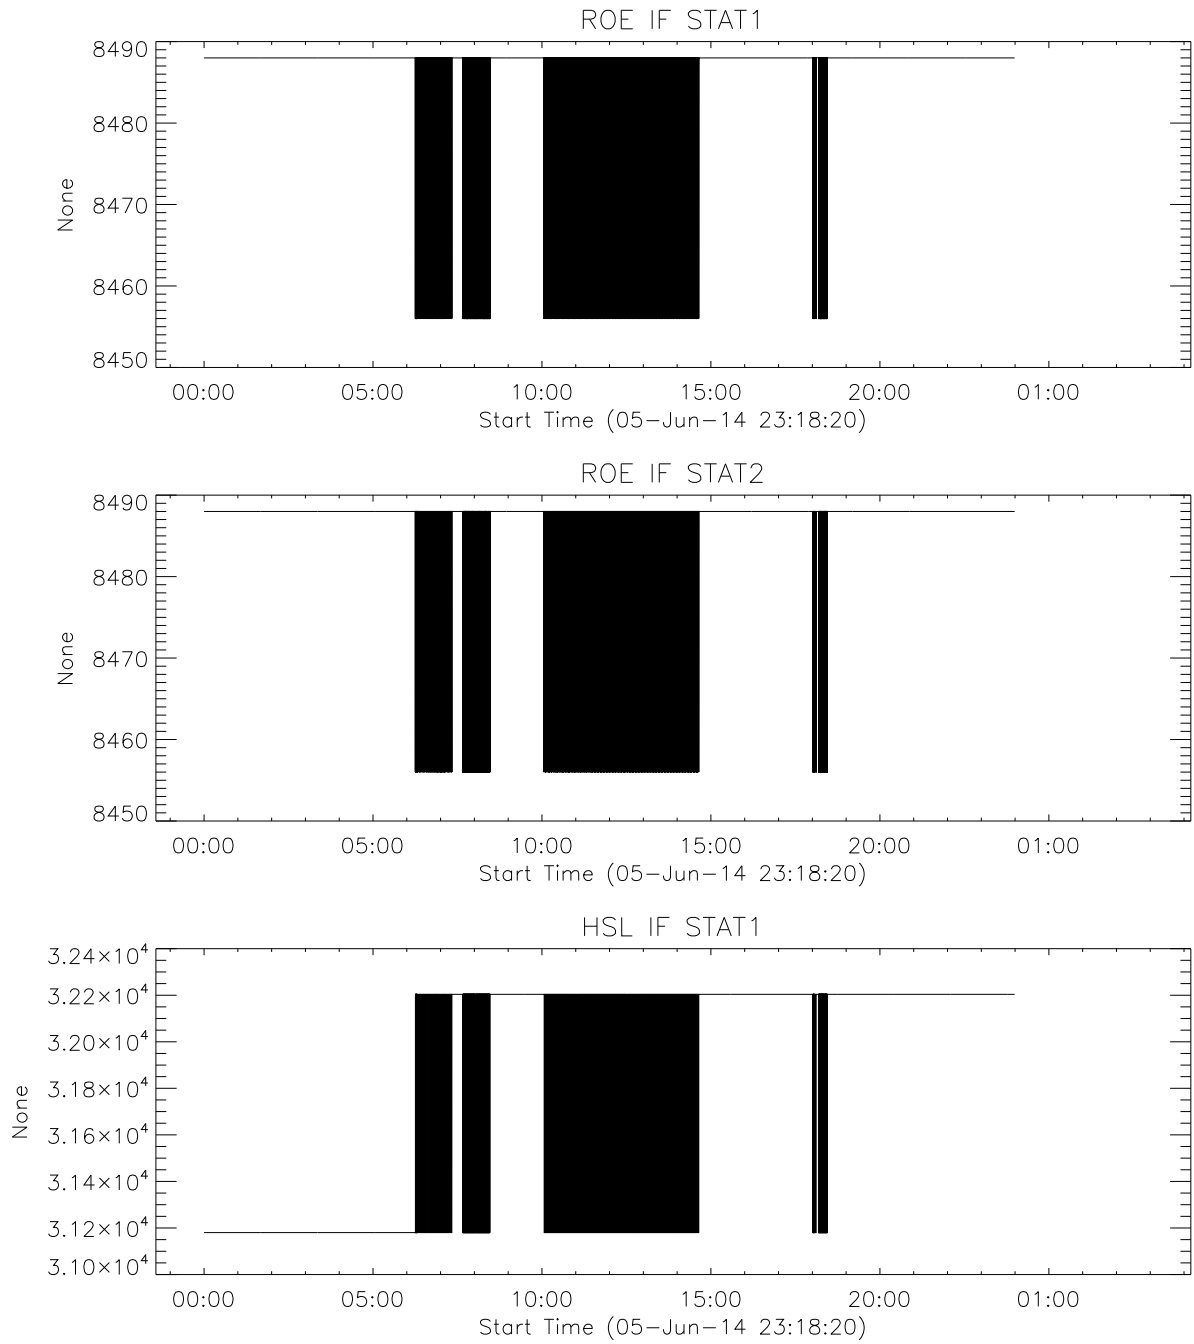 ROE IF STAT1
8490
8480
8470
8460
8450
None
00:00 05:00 10:00 15:00 20:00 01:00
Start Time (05-Jun-14 23:18:20)
ROE IF STAT2
8490
8480
8470
8460
8450
None
00:00 05:00 10:00 15:00 20:00 01:00
Start Time (05-Jun-14 23:18:20)
HSL IF STAT1
3.24×10⁴
3.22×10⁴
3.20×10⁴
3.18×10⁴
3.16×10⁴
3.14×10⁴
3.12×10⁴
3.10×10⁴
None
00:00 05:00 10:00 15:00 20:00 01:00
Start Time (05-Jun-14 23:18:20)